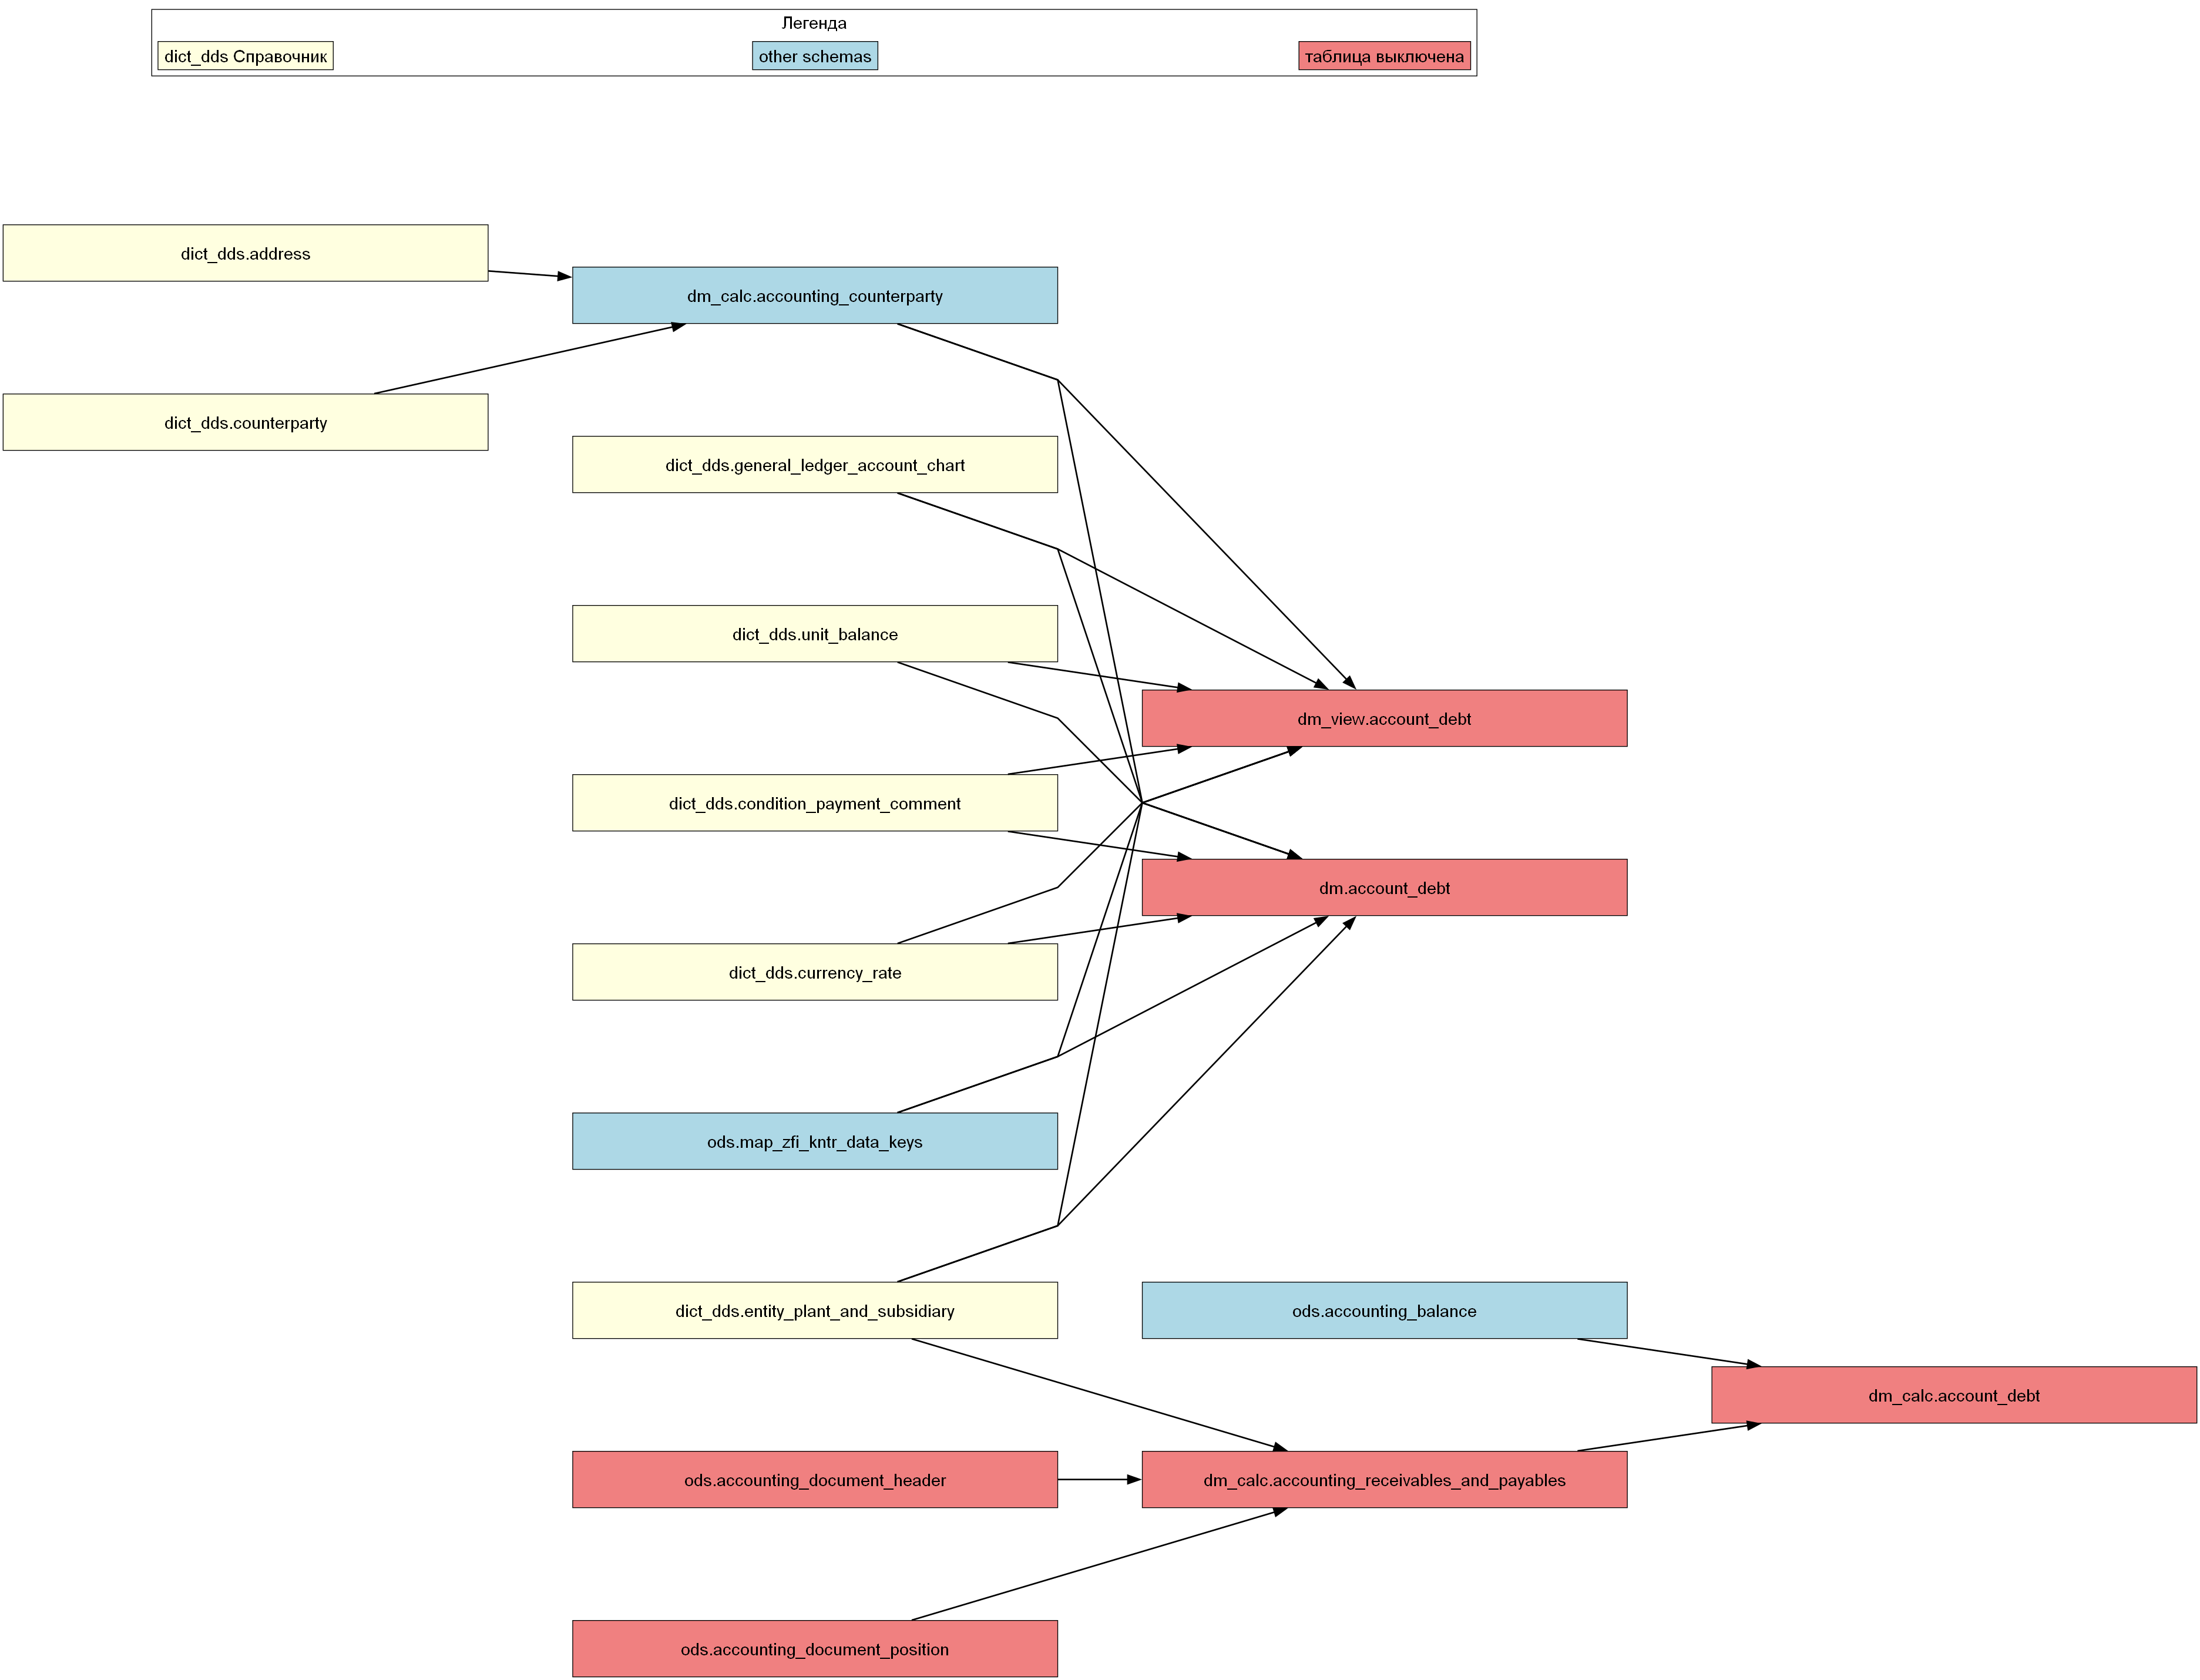 Легенда
dict_dds Справочник
other schemas
таблица выключена
dict_dds.address
dm_calc.accounting_counterparty
dict_dds.counterparty
dict_dds.general_ledger_account_chart
dict_dds.unit_balance
dm_view.account_debt
dict_dds.condition_payment_comment
dm.account_debt
dict_dds.currency_rate
ods.map_zfi_kntr_data_keys
dict_dds.entity_plant_and_subsidiary
ods.accounting_balance
dm_calc.account_debt
ods.accounting_document_header
dm_calc.accounting_receivables_and_payables
ods.accounting_document_position